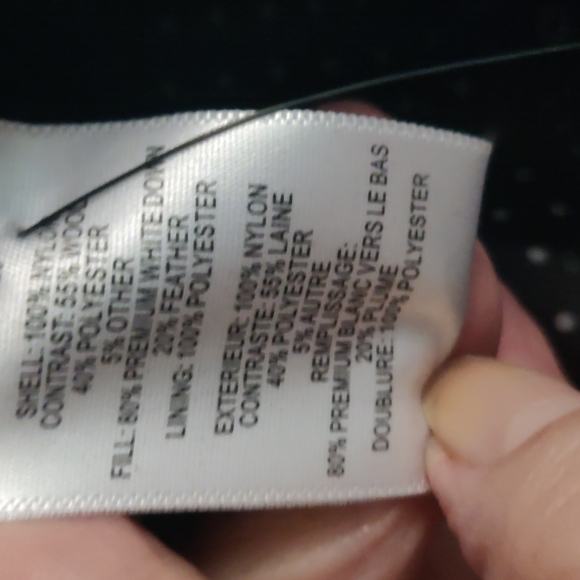 SHELL: 100% NYLON
CONTRAST: 55% WOOL
40% POLYESTER
5% OTHER
FILL: 80% PREMIUM WHITE DOWN
20% FEATHER
LINING: 100% POLYESTER
EXTERIEUR: 100% NYLON
CONTRASTE: 55% LAINE
40% POLYESTER
5% AUTRE
REMPLISSAGE:
80% PREMIUM BLANC VERS LE BAS
20% PLUME
DOUBLURE: 100% POLYESTER